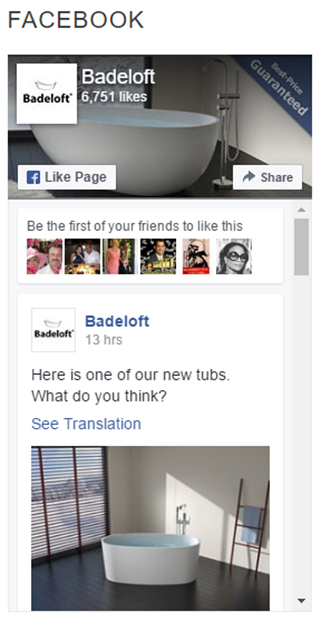 FACEBOOK
Badeloft
6,751 likes
Badeloft®
Best-Price
Guaranteed
Like Page
Share
Be the first of your friends to like this
Badeloft®
Badeloft
13 hrs
Here is one of our new tubs.
What do you think?
See Translation